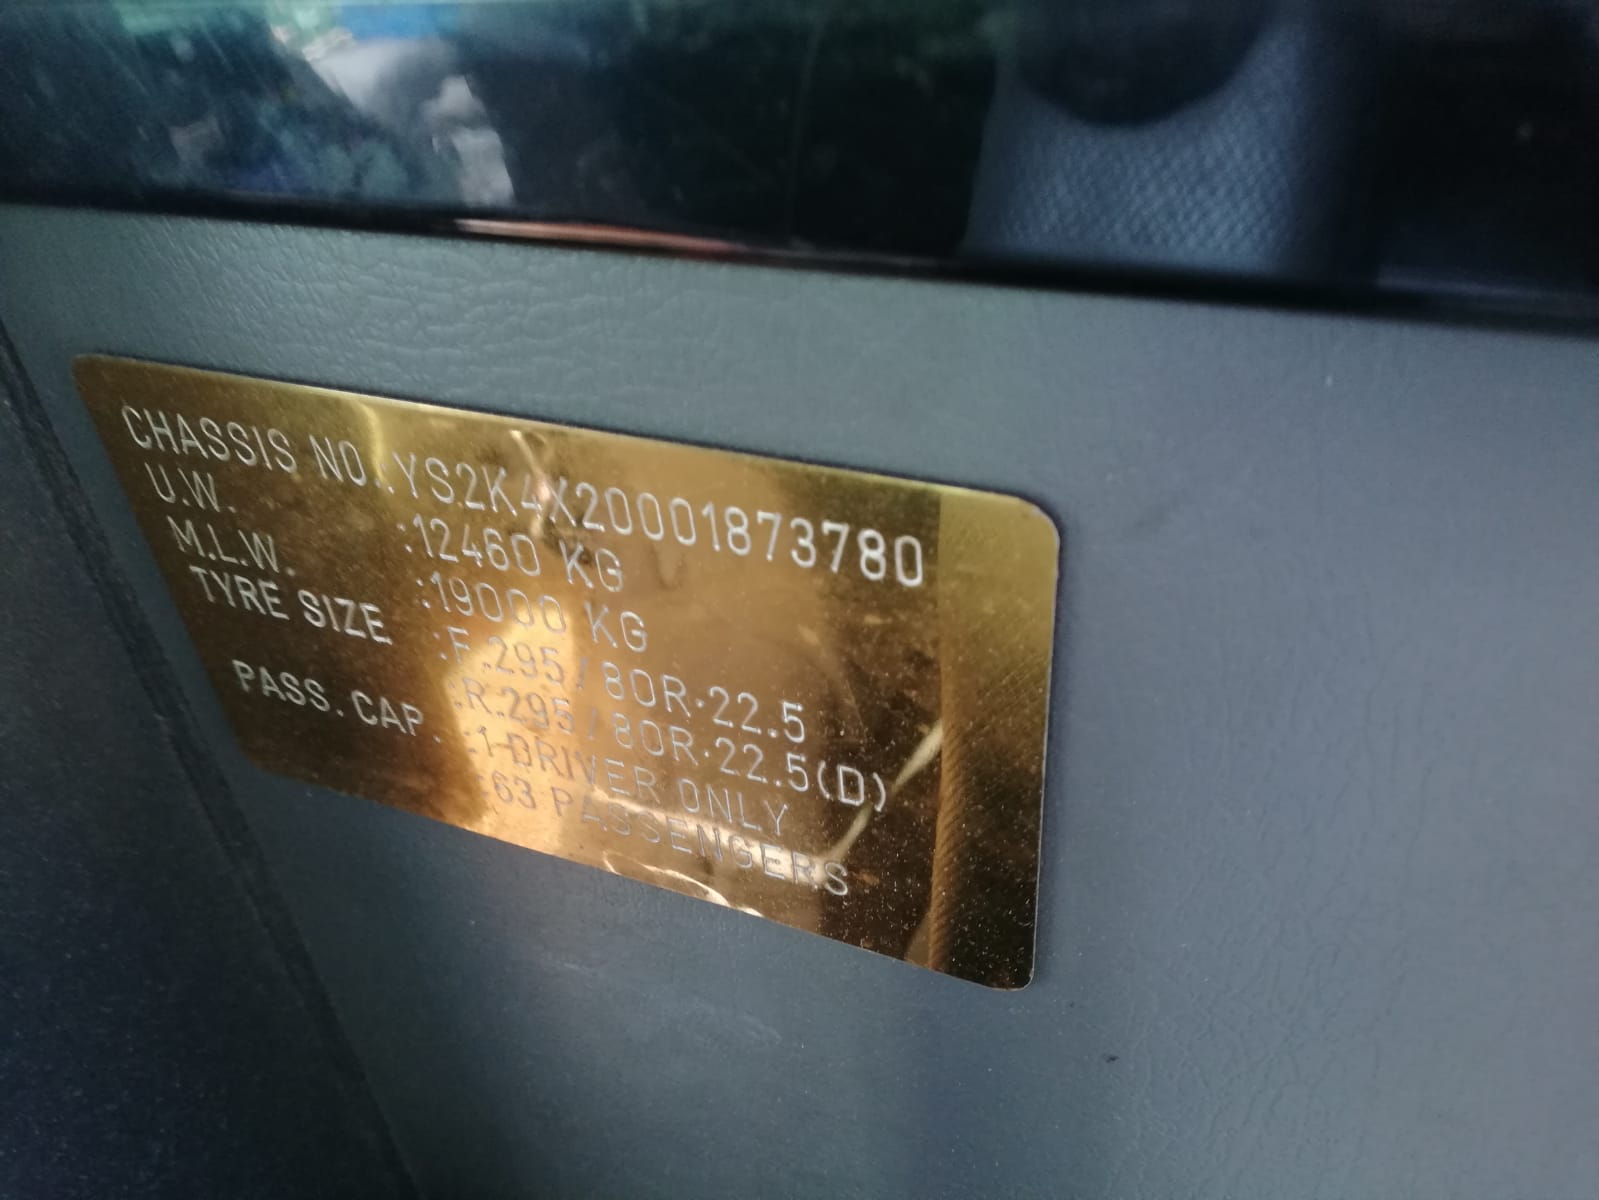 CHASSIS NO.:YS2K4X20001873780
U.W. :12460 KG
M.L.W. :19000 KG
TYRE SIZE :F.295/80R.22.5
:R.295/80R.22.5(D)
PASS. CAP. :1-DRIVER ONLY
:63 PASSENGERS